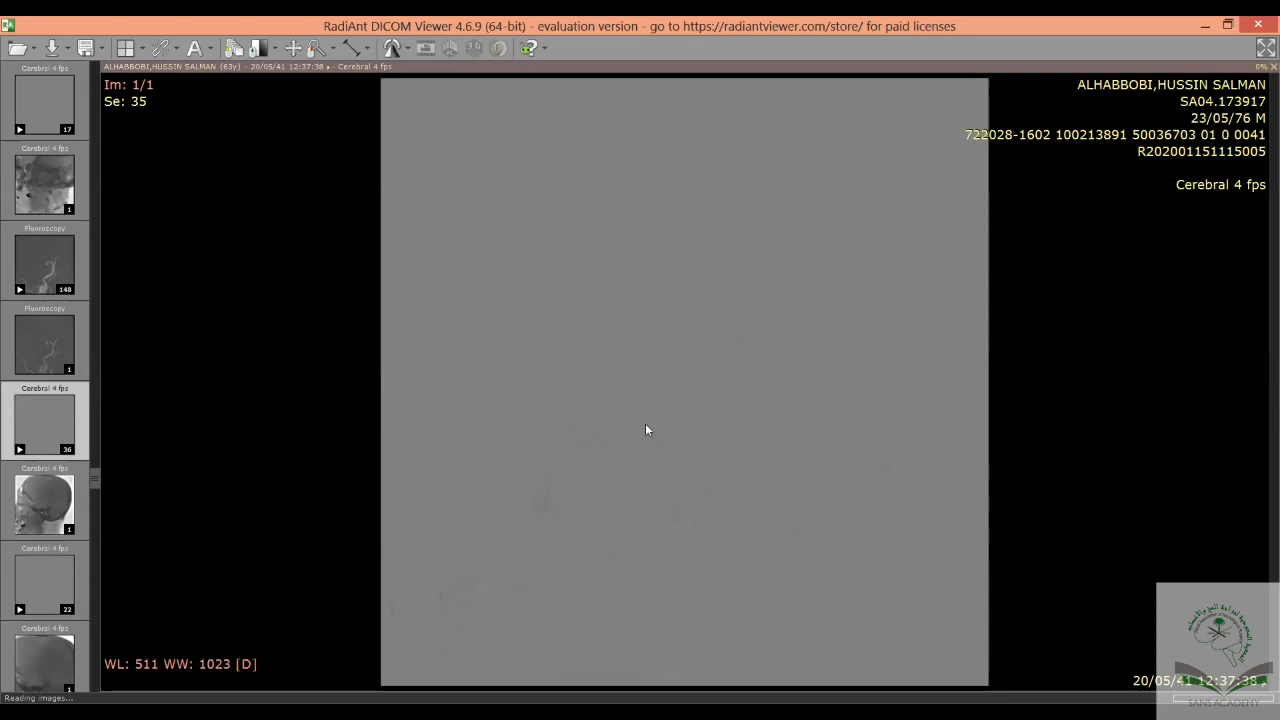 RadiAnt DICOM Viewer 4.6.9 (64-bit) - evaluation version - go to https://radiantviewer.com/store/ for paid licenses
ALHABBOBI,HUSSIN SALMAN (63y) - 20/05/41 12:37:38 م - Cerebral 4 fps
0%
Im: 1/1
Se: 35
ALHABBOBI,HUSSIN SALMAN
SA04.173917
23/05/76 M
722028-1602 100213891 50036703 01 0 0041
R202001151115005
Cerebral 4 fps
Cerebral 4 fps
17
Cerebral 4 fps
1
Fluoroscopy
148
Fluoroscopy
1
Cerebral 4 fps
36
Cerebral 4 fps
1
Cerebral 4 fps
22
Cerebral 4 fps
1
WL: 511 WW: 1023 [D]
20/05/41 12:37:38 م
SANS ACADEMY
Reading images...